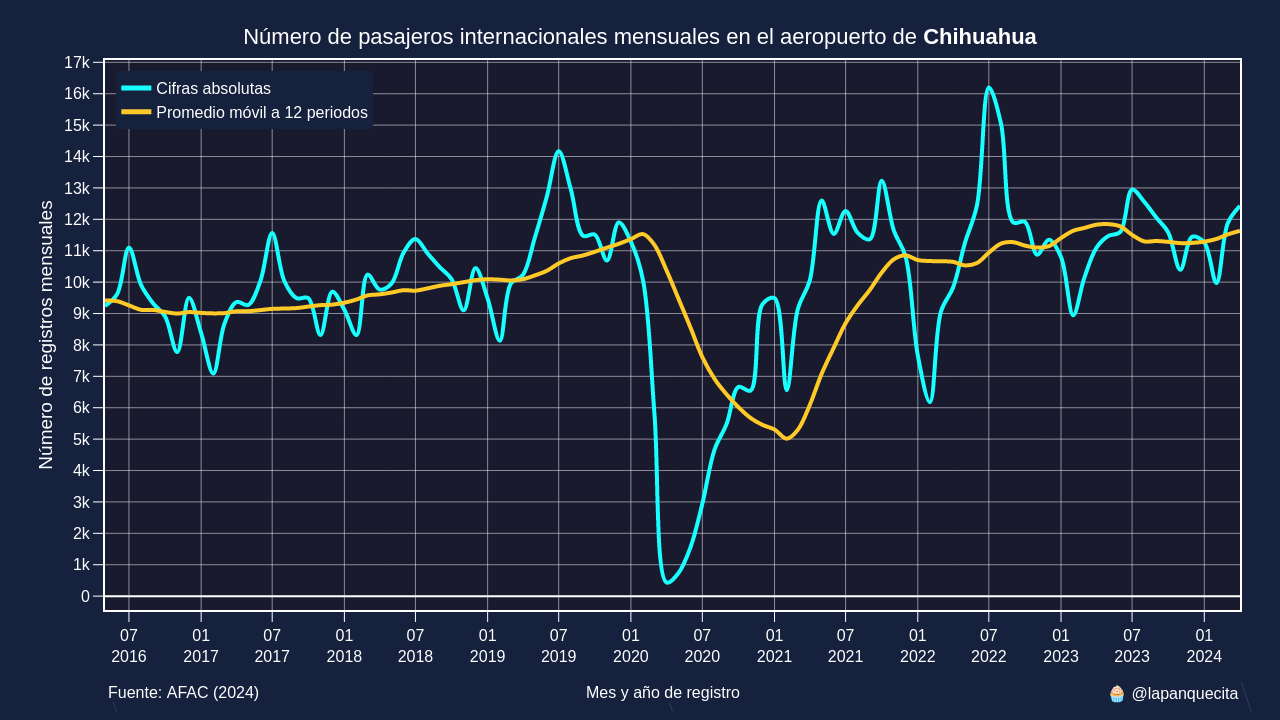 Número de pasajeros internacionales mensuales en el aeropuerto de Chihuahua
Cifras absolutas
Promedio móvil a 12 periodos
Número de registros mensuales
17k
16k
15k
14k
13k
12k
11k
10k
9k
8k
7k
6k
5k
4k
3k
2k
1k
0
07 01 07 01 07 01 07 01 07 01 07 01 07 01 07 01
2016 2017 2017 2018 2018 2019 2019 2020 2020 2021 2021 2022 2022 2023 2023 2024
Fuente: AFAC (2024)
Mes y año de registro
🧁 @lapanquecita